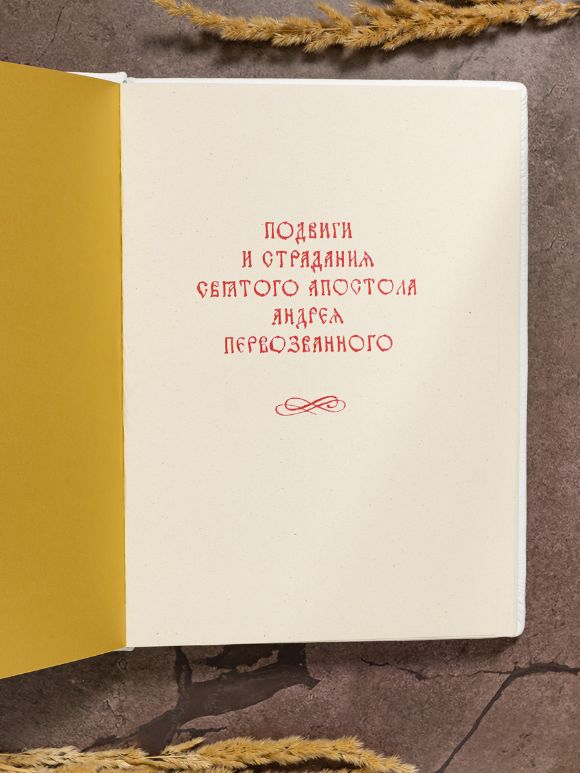 ПОДВИГИ
И СТРАДАНИѦ
СВѦТОГО АПОСТОЛА
АНДРЕѦ
ПЕРВОЗВАННОГО